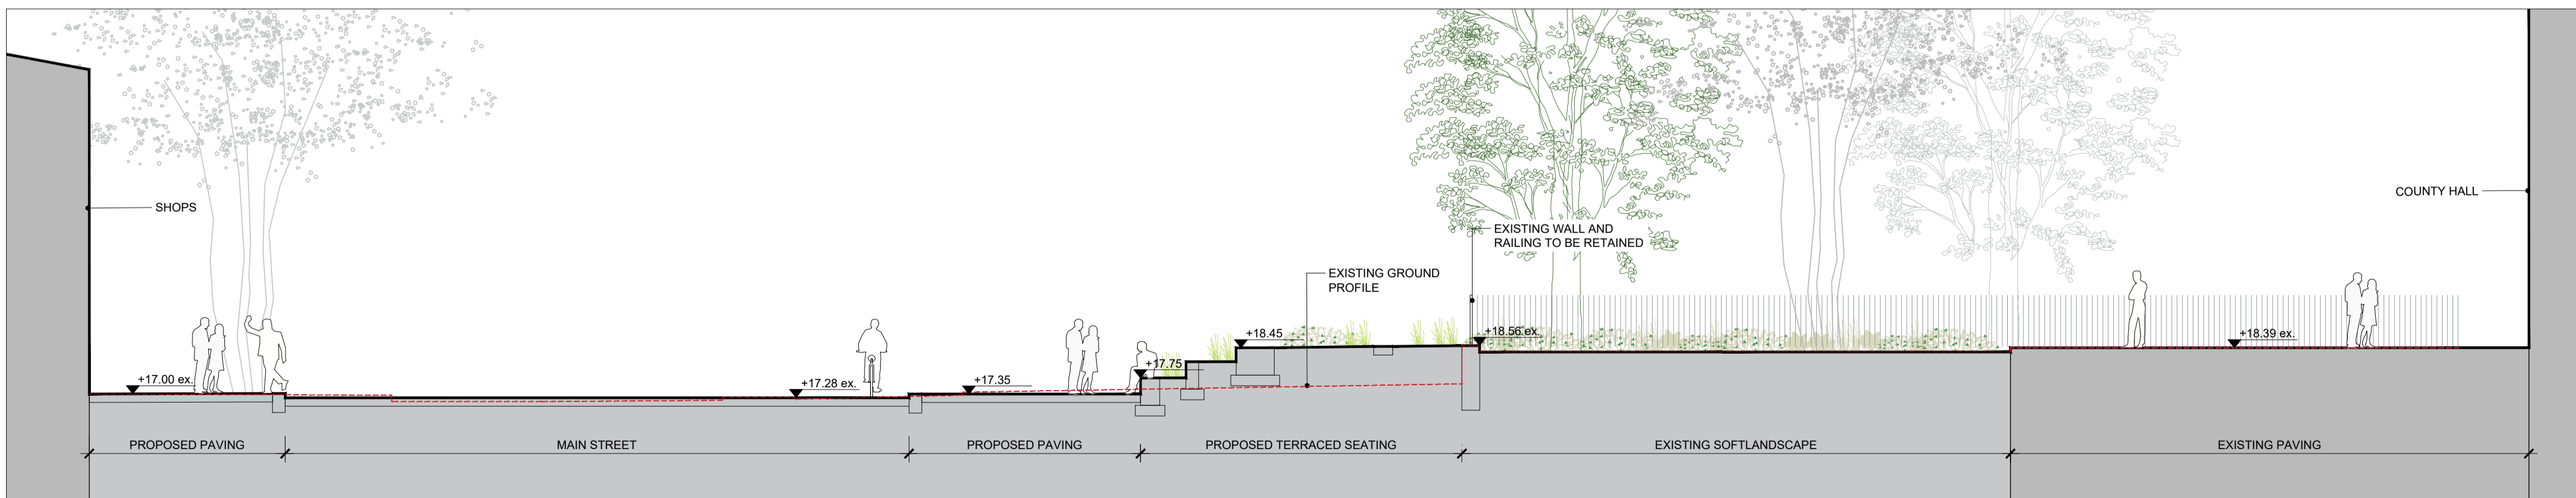 SHOPS
COUNTY HALL
EXISTING WALL AND
RAILING TO BE RETAINED
EXISTING GROUND
PROFILE
+17.00 ex.
+17.28 ex.
+17.35
+17.75
+18.45
+18.56 ex.
+18.39 ex.
PROPOSED PAVING
MAIN STREET
PROPOSED PAVING
PROPOSED TERRACED SEATING
EXISTING SOFTLANDSCAPE
EXISTING PAVING